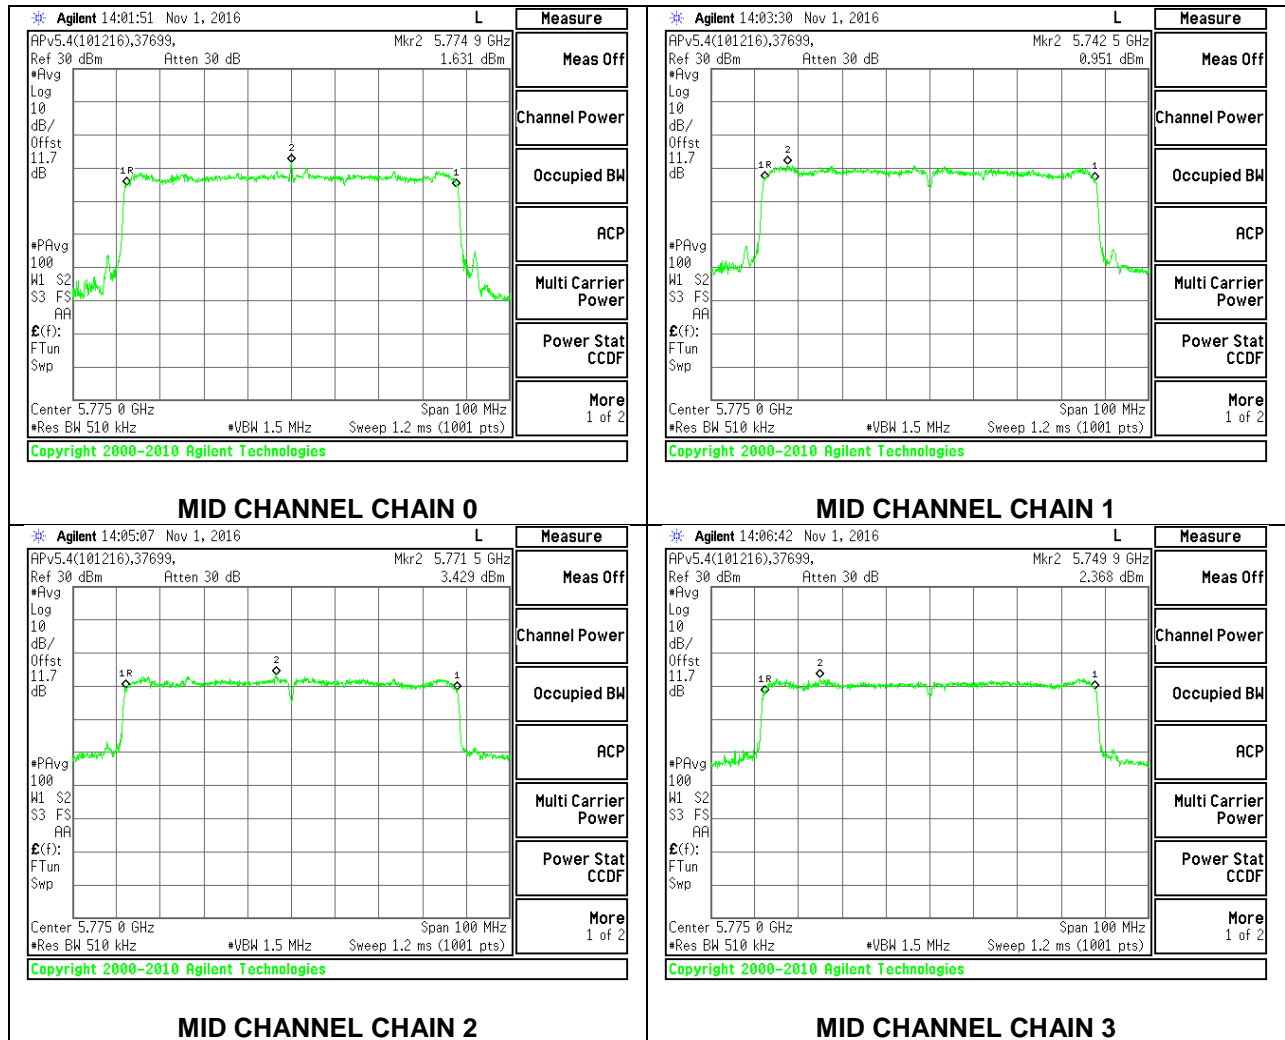 Agilent 14:01:51 Nov 1, 2016 L Measure
APv5.4(101216),37699, Mkr2 5.774 9 GHz
Ref 30 dBm Atten 30 dB 1.631 dBm
Meas Off
#Avg
Log
10
dB/
Offst
11.7
dB
Channel Power
2
1R
1
Occupied BW
ACP
#PAvg
100
W1 S2
S3 FS
AA
Multi Carrier
Power
£(f):
FTun
Swp
Power Stat
CCDF
Center 5.775 0 GHz Span 100 MHz
#Res BW 510 kHz #VBW 1.5 MHz Sweep 1.2 ms (1001 pts)
More
1 of 2
Copyright 2000-2010 Agilent Technologies
MID CHANNEL CHAIN 0
Agilent 14:03:30 Nov 1, 2016 L Measure
APv5.4(101216),37699, Mkr2 5.742 5 GHz
Ref 30 dBm Atten 30 dB 0.951 dBm
Meas Off
#Avg
Log
10
dB/
Offst
11.7
dB
Channel Power
2
1R
1
Occupied BW
ACP
#PAvg
100
W1 S2
S3 FS
AA
Multi Carrier
Power
£(f):
FTun
Swp
Power Stat
CCDF
Center 5.775 0 GHz Span 100 MHz
#Res BW 510 kHz #VBW 1.5 MHz Sweep 1.2 ms (1001 pts)
More
1 of 2
Copyright 2000-2010 Agilent Technologies
MID CHANNEL CHAIN 1
Agilent 14:05:07 Nov 1, 2016 L Measure
APv5.4(101216),37699, Mkr2 5.771 5 GHz
Ref 30 dBm Atten 30 dB 3.429 dBm
Meas Off
#Avg
Log
10
dB/
Offst
11.7
dB
Channel Power
2
1R
1
Occupied BW
ACP
#PAvg
100
W1 S2
S3 FS
AA
Multi Carrier
Power
£(f):
FTun
Swp
Power Stat
CCDF
Center 5.775 0 GHz Span 100 MHz
#Res BW 510 kHz #VBW 1.5 MHz Sweep 1.2 ms (1001 pts)
More
1 of 2
Copyright 2000-2010 Agilent Technologies
MID CHANNEL CHAIN 2
Agilent 14:06:42 Nov 1, 2016 L Measure
APv5.4(101216),37699, Mkr2 5.749 9 GHz
Ref 30 dBm Atten 30 dB 2.368 dBm
Meas Off
#Avg
Log
10
dB/
Offst
11.7
dB
Channel Power
2
1R
1
Occupied BW
ACP
#PAvg
100
W1 S2
S3 FS
AA
Multi Carrier
Power
£(f):
FTun
Swp
Power Stat
CCDF
Center 5.775 0 GHz Span 100 MHz
#Res BW 510 kHz #VBW 1.5 MHz Sweep 1.2 ms (1001 pts)
More
1 of 2
Copyright 2000-2010 Agilent Technologies
MID CHANNEL CHAIN 3